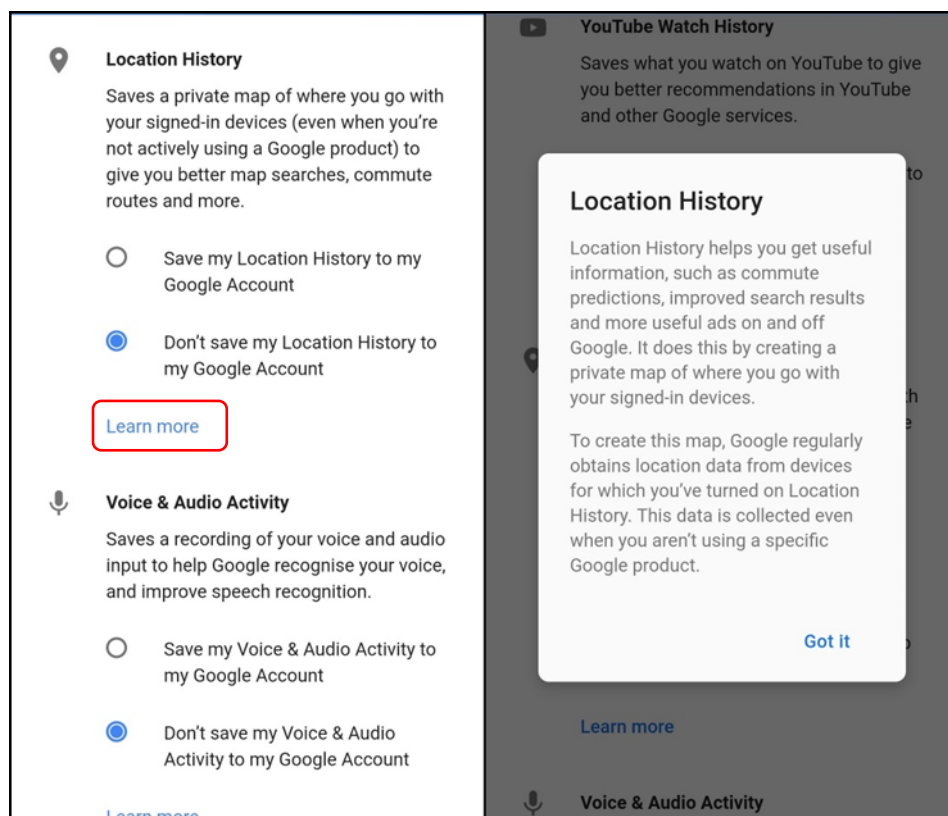 Location History
Saves a private map of where you go with
your signed-in devices (even when you're
not actively using a Google product) to
give you better map searches, commute
routes and more.
Save my Location History to my
Google Account
Don't save my Location History to
my Google Account
Learn more
Voice & Audio Activity
Saves a recording of your voice and audio
input to help Google recognise your voice,
and improve speech recognition.
Save my Voice & Audio Activity to
my Google Account
Don't save my Voice & Audio
Activity to my Google Account
Learn more
YouTube Watch History
Saves what you watch on YouTube to give
you better recommendations in YouTube
and other Google services.
to
Location History
Location History helps you get useful
information, such as commute
predictions, improved search results
and more useful ads on and off
Google. It does this by creating a
private map of where you go with
your signed-in devices.
To create this map, Google regularly
obtains location data from devices
for which you've turned on Location
History. This data is collected even
when you aren't using a specific
Google product.
Got it
Learn more
Voice & Audio Activity